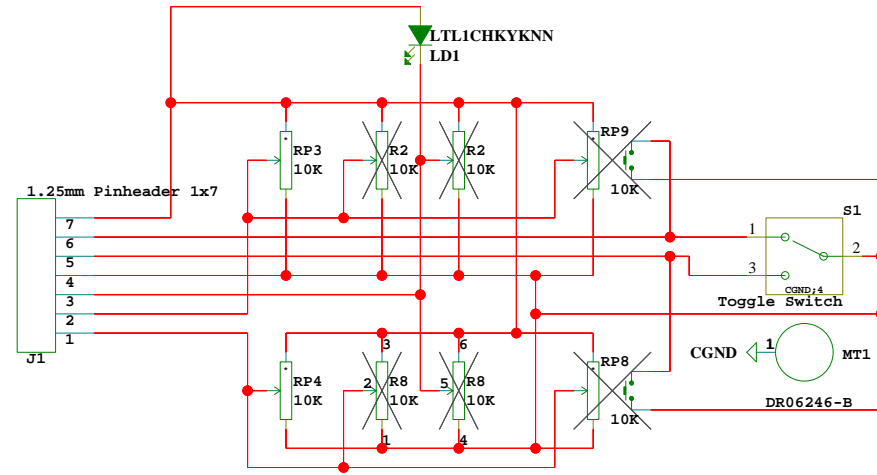 LTL1CHKYKNN
LD1
RP3
10K
R2
10K
R2
10K
RP9
10K
1.25mm Pinheader 1x7
7
6
5
4
3
2
1
J1
S1
1
2
3
CGND;4
Toggle Switch
CGND
1
MT1
DR06246-B
RP4
10K
3
2
R8
10K
1
6
5
R8
10K
4
RP8
10K